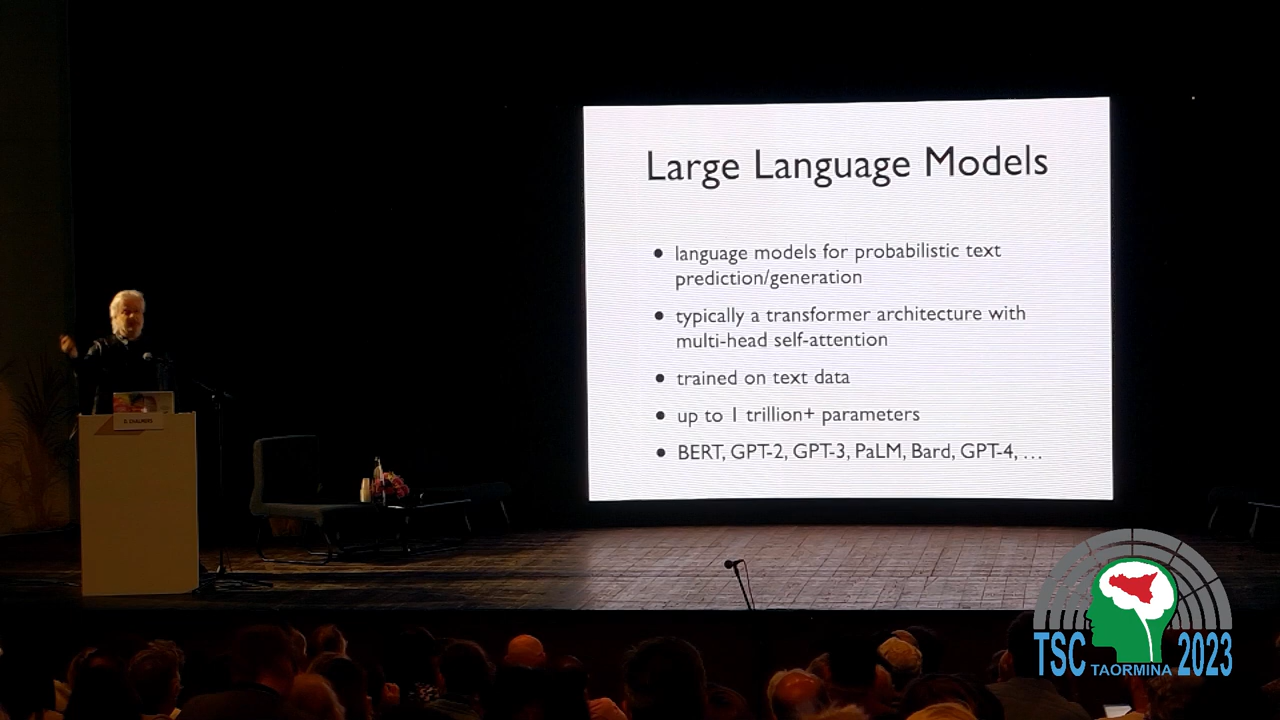 Large Language Models
• language models for probabilistic text
prediction/generation
• typically a transformer architecture with
multi-head self-attention
• trained on text data
• up to 1 trillion+ parameters
• BERT, GPT-2, GPT-3, PaLM, Bard, GPT-4, …
D. CHALMERS
TSC TAORMINA 2023